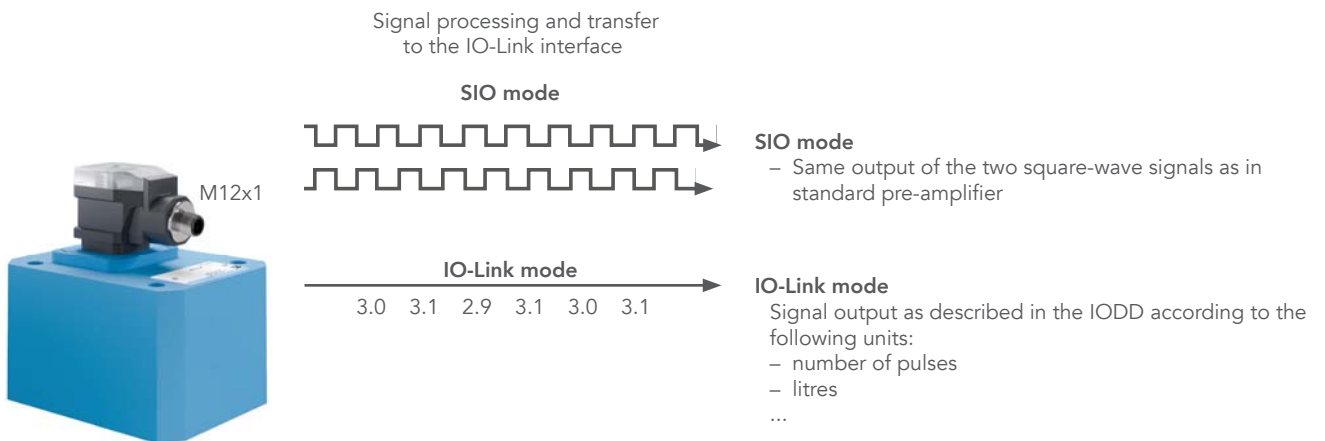 Signal processing and transfer
to the IO-Link interface
SIO mode
M12x1
SIO mode
– Same output of the two square-wave signals as in
standard pre-amplifier
IO-Link mode
3.0 3.1 2.9 3.1 3.0 3.1
IO-Link mode
Signal output as described in the IODD according to the
following units:
– number of pulses
– litres
...